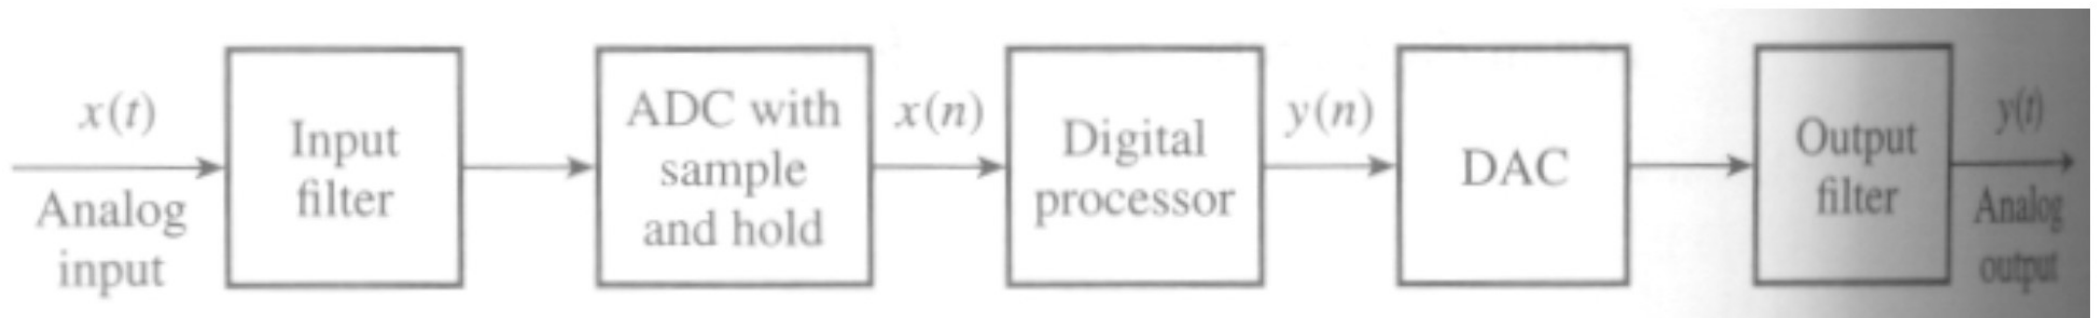 x(t)
Analog
input
Input
filter
ADC with
sample
and hold
x(n)
Digital
processor
y(n)
DAC
Output
filter
y(t)
Analog
output